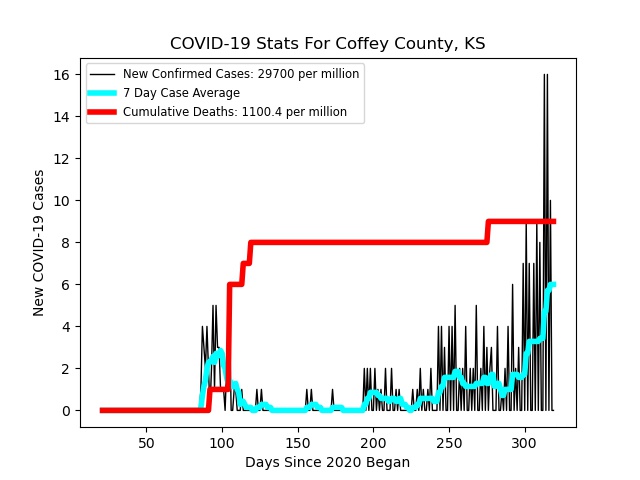 COVID-19 Stats For Coffey County, KS
New Confirmed Cases: 29700 per million
7 Day Case Average
Cumulative Deaths: 1100.4 per million
New COVID-19 Cases
16
14
12
10
8
6
4
2
0
50 100 150 200 250 300
Days Since 2020 Began